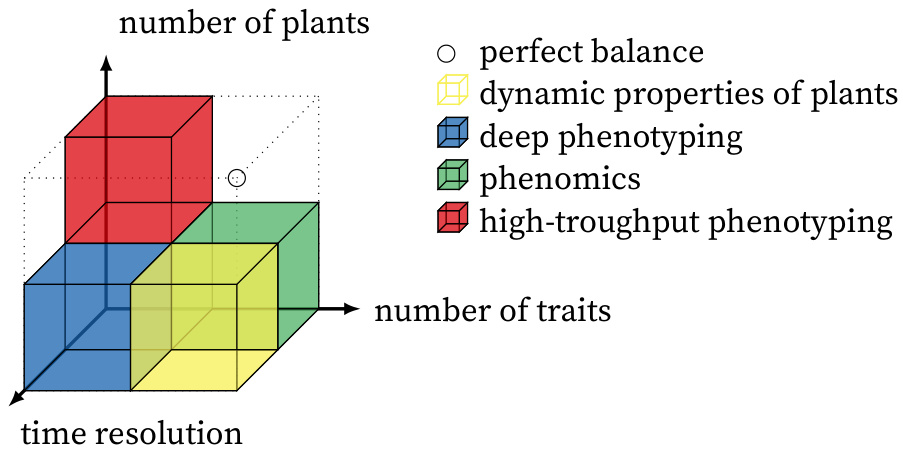 number of plants
perfect balance
dynamic properties of plants
deep phenotyping
phenomics
high-troughput phenotyping
number of traits
time resolution